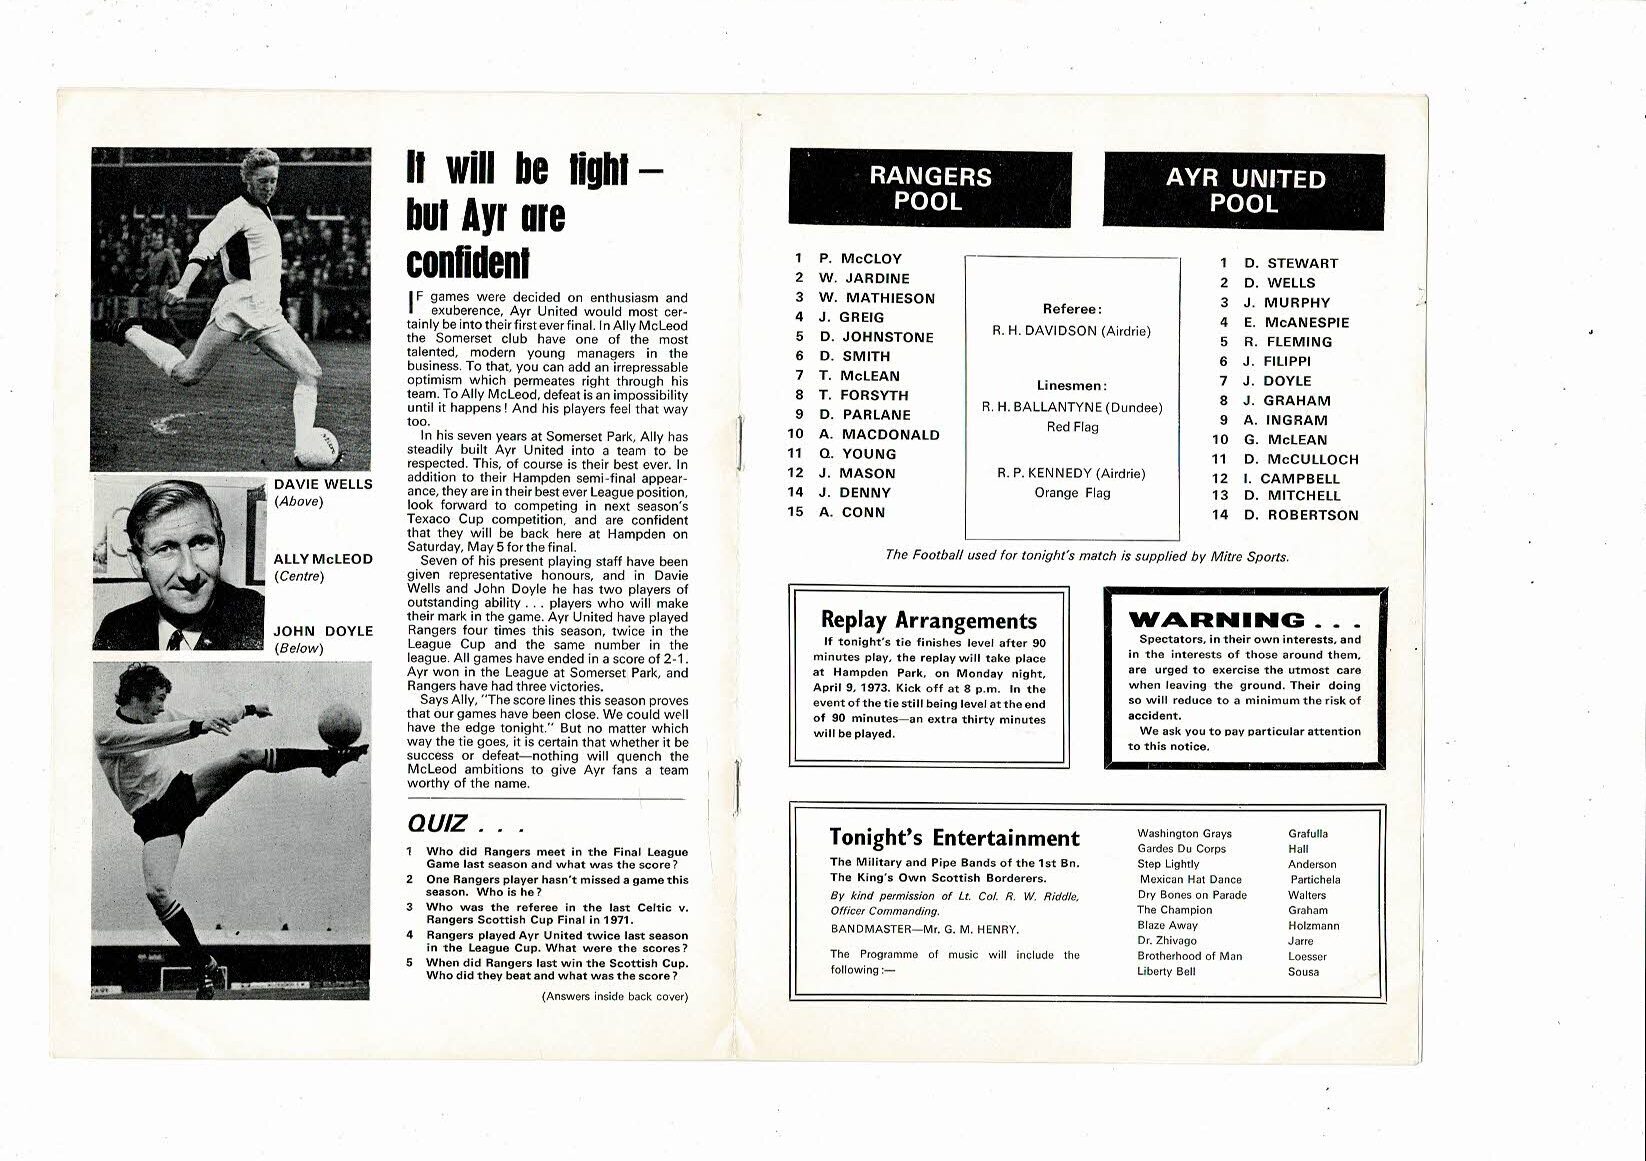 It will be tight —
but Ayr are
confident
IF games were decided on enthusiasm and
exuberence, Ayr United would most cer-
tainly be into their first ever final. In Ally McLeod
the Somerset club have one of the most
talented, modern young managers in the
business. To that, you can add an irrepressable
optimism which permeates right through his
team. To Ally McLeod, defeat is an impossibility
until it happens! And his players feel that way
too.
In his seven years at Somerset Park, Ally has
steadily built Ayr United into a team to be
respected. This, of course is their best ever. In
addition to their Hampden semi-final appear-
ance, they are in their best ever League position,
look forward to competing in next season's
Texaco Cup competition, and are confident
that they will be back here at Hampden on
Saturday, May 5 for the final.
Seven of his present playing staff have been
given representative honours, and in Davie
Wells and John Doyle he has two players of
outstanding ability . . . players who will make
their mark in the game. Ayr United have played
Rangers four times this season, twice in the
League Cup and the same number in the
league. All games have ended in a score of 2-1.
Ayr won in the League at Somerset Park, and
Rangers have had three victories.
Says Ally, "The score lines this season proves
that our games have been close. We could well
have the edge tonight." But no matter which
way the tie goes, it is certain that whether it be
success or defeat—nothing will quench the
McLeod ambitions to give Ayr fans a team
worthy of the name.
DAVIE WELLS
(Above)
ALLY McLEOD
(Centre)
JOHN DOYLE
(Below)
QUIZ . . .
1 Who did Rangers meet in the Final League
Game last season and what was the score?
2 One Rangers player hasn't missed a game this
season. Who is he?
3 Who was the referee in the last Celtic v.
Rangers Scottish Cup Final in 1971.
4 Rangers played Ayr United twice last season
in the League Cup. What were the scores?
5 When did Rangers last win the Scottish Cup.
Who did they beat and what was the score?
(Answers inside back cover)
RANGERS
POOL
1 P. McCLOY
2 W. JARDINE
3 W. MATHIESON
4 J. GREIG
5 D. JOHNSTONE
6 D. SMITH
7 T. McLEAN
8 T. FORSYTH
9 D. PARLANE
10 A. MACDONALD
11 Q. YOUNG
12 J. MASON
14 J. DENNY
15 A. CONN
Referee:
R. H. DAVIDSON (Airdrie)
Linesmen:
R. H. BALLANTYNE (Dundee)
Red Flag
R. P. KENNEDY (Airdrie)
Orange Flag
AYR UNITED
POOL
1 D. STEWART
2 D. WELLS
3 J. MURPHY
4 E. McANESPIE
5 R. FLEMING
6 J. FILIPPI
7 J. DOYLE
8 J. GRAHAM
9 A. INGRAM
10 G. McLEAN
11 D. McCULLOCH
12 I. CAMPBELL
13 D. MITCHELL
14 D. ROBERTSON
The Football used for tonight's match is supplied by Mitre Sports.
Replay Arrangements
If tonight's tie finishes level after 90
minutes play, the replay will take place
at Hampden Park, on Monday night,
April 9, 1973. Kick off at 8 p.m. In the
event of the tie still being level at the end
of 90 minutes—an extra thirty minutes
will be played.
WARNING . . .
Spectators, in their own interests, and
in the interests of those around them,
are urged to exercise the utmost care
when leaving the ground. Their doing
so will reduce to a minimum the risk of
accident.
We ask you to pay particular attention
to this notice.
Tonight's Entertainment
The Military and Pipe Bands of the 1st Bn.
The King's Own Scottish Borderers.
By kind permission of Lt. Col. R. W. Riddle,
Officer Commanding.
BANDMASTER—Mr. G. M. HENRY.
The Programme of music will include the
following :—
Washington Grays Grafulla
Gardes Du Corps Hall
Step Lightly Anderson
Mexican Hat Dance Partichela
Dry Bones on Parade Walters
The Champion Graham
Blaze Away Holzmann
Dr. Zhivago Jarre
Brotherhood of Man Loesser
Liberty Bell Sousa